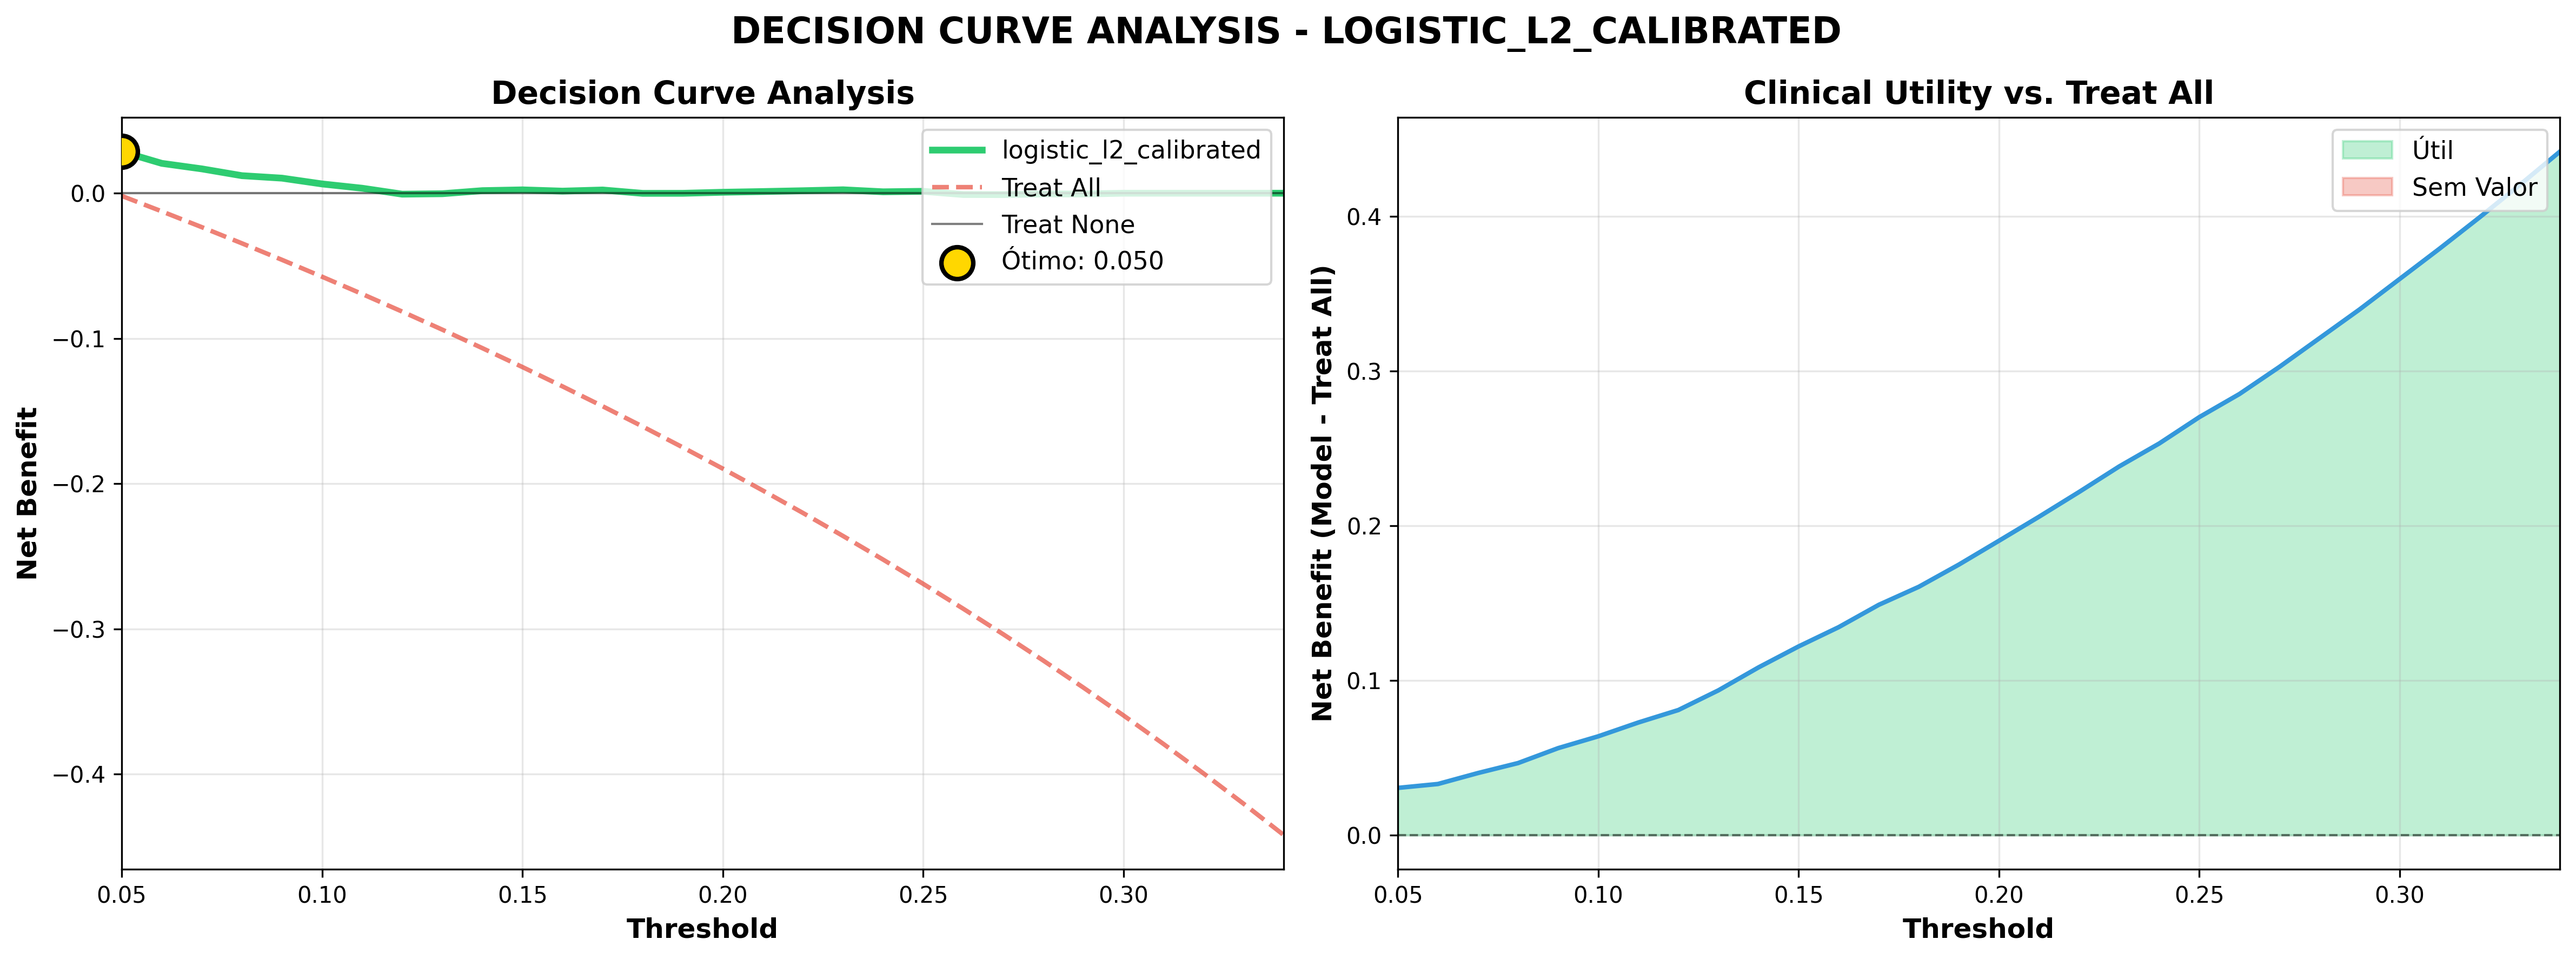 DECISION CURVE ANALYSIS - LOGISTIC_L2_CALIBRATED
Decision Curve Analysis
Net Benefit
0.0
−0.1
−0.2
−0.3
−0.4
logistic_l2_calibrated
Treat All
Treat None
Ótimo: 0.050
0.05 0.10 0.15 0.20 0.25 0.30
Threshold
Clinical Utility vs. Treat All
Net Benefit (Model - Treat All)
0.4
0.3
0.2
0.1
0.0
Útil
Sem Valor
0.05 0.10 0.15 0.20 0.25 0.30
Threshold